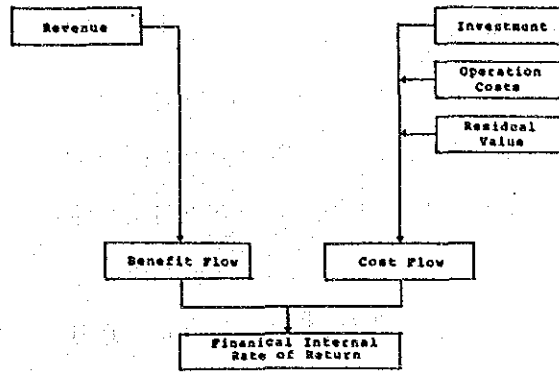 Revenue
Investment
Operation
Costs
Residual
Value
Benefit Flow
Cost Flow
Finanical Internal
Rate of Return